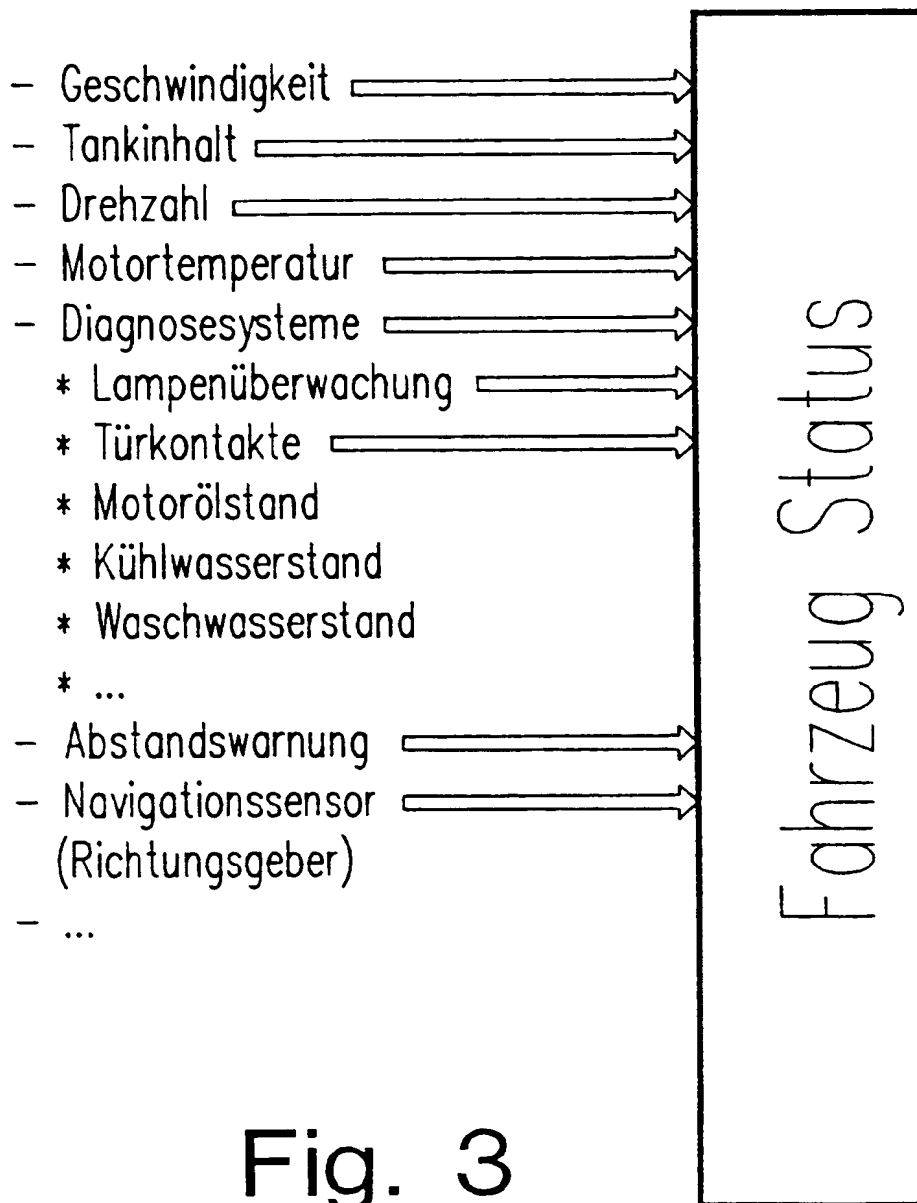 - Geschwindigkeit
- Tankinhalt
- Drehzahl
- Motortemperatur
- Diagnosesysteme
* Lampenüberwachung
* Türkontakte
* Motorölstand
* Kühlwasserstand
* Waschwasserstand
* ...
- Abstandswarnung
- Navigationssensor
(Richtungsgeber)
- ...
Fahrzeug Status
Fig. 3